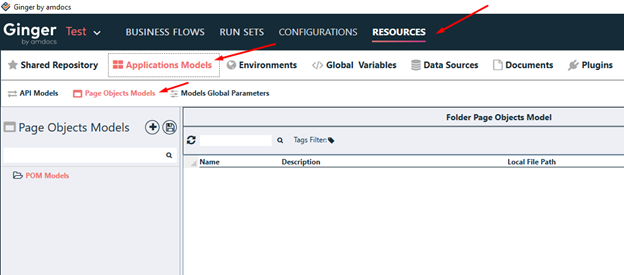 Ginger by amdocs
Ginger by amdocs Test BUSINESS FLOWS RUN SETS CONFIGURATIONS RESOURCES
Shared Repository Applications Models Environments Global Variables Data Sources Documents Plugins
API Models Page Objects Models Models Global Parameters
Page Objects Models
Folder Page Objects Model
Tags Filter:
Name Description Local File Path
POM Models